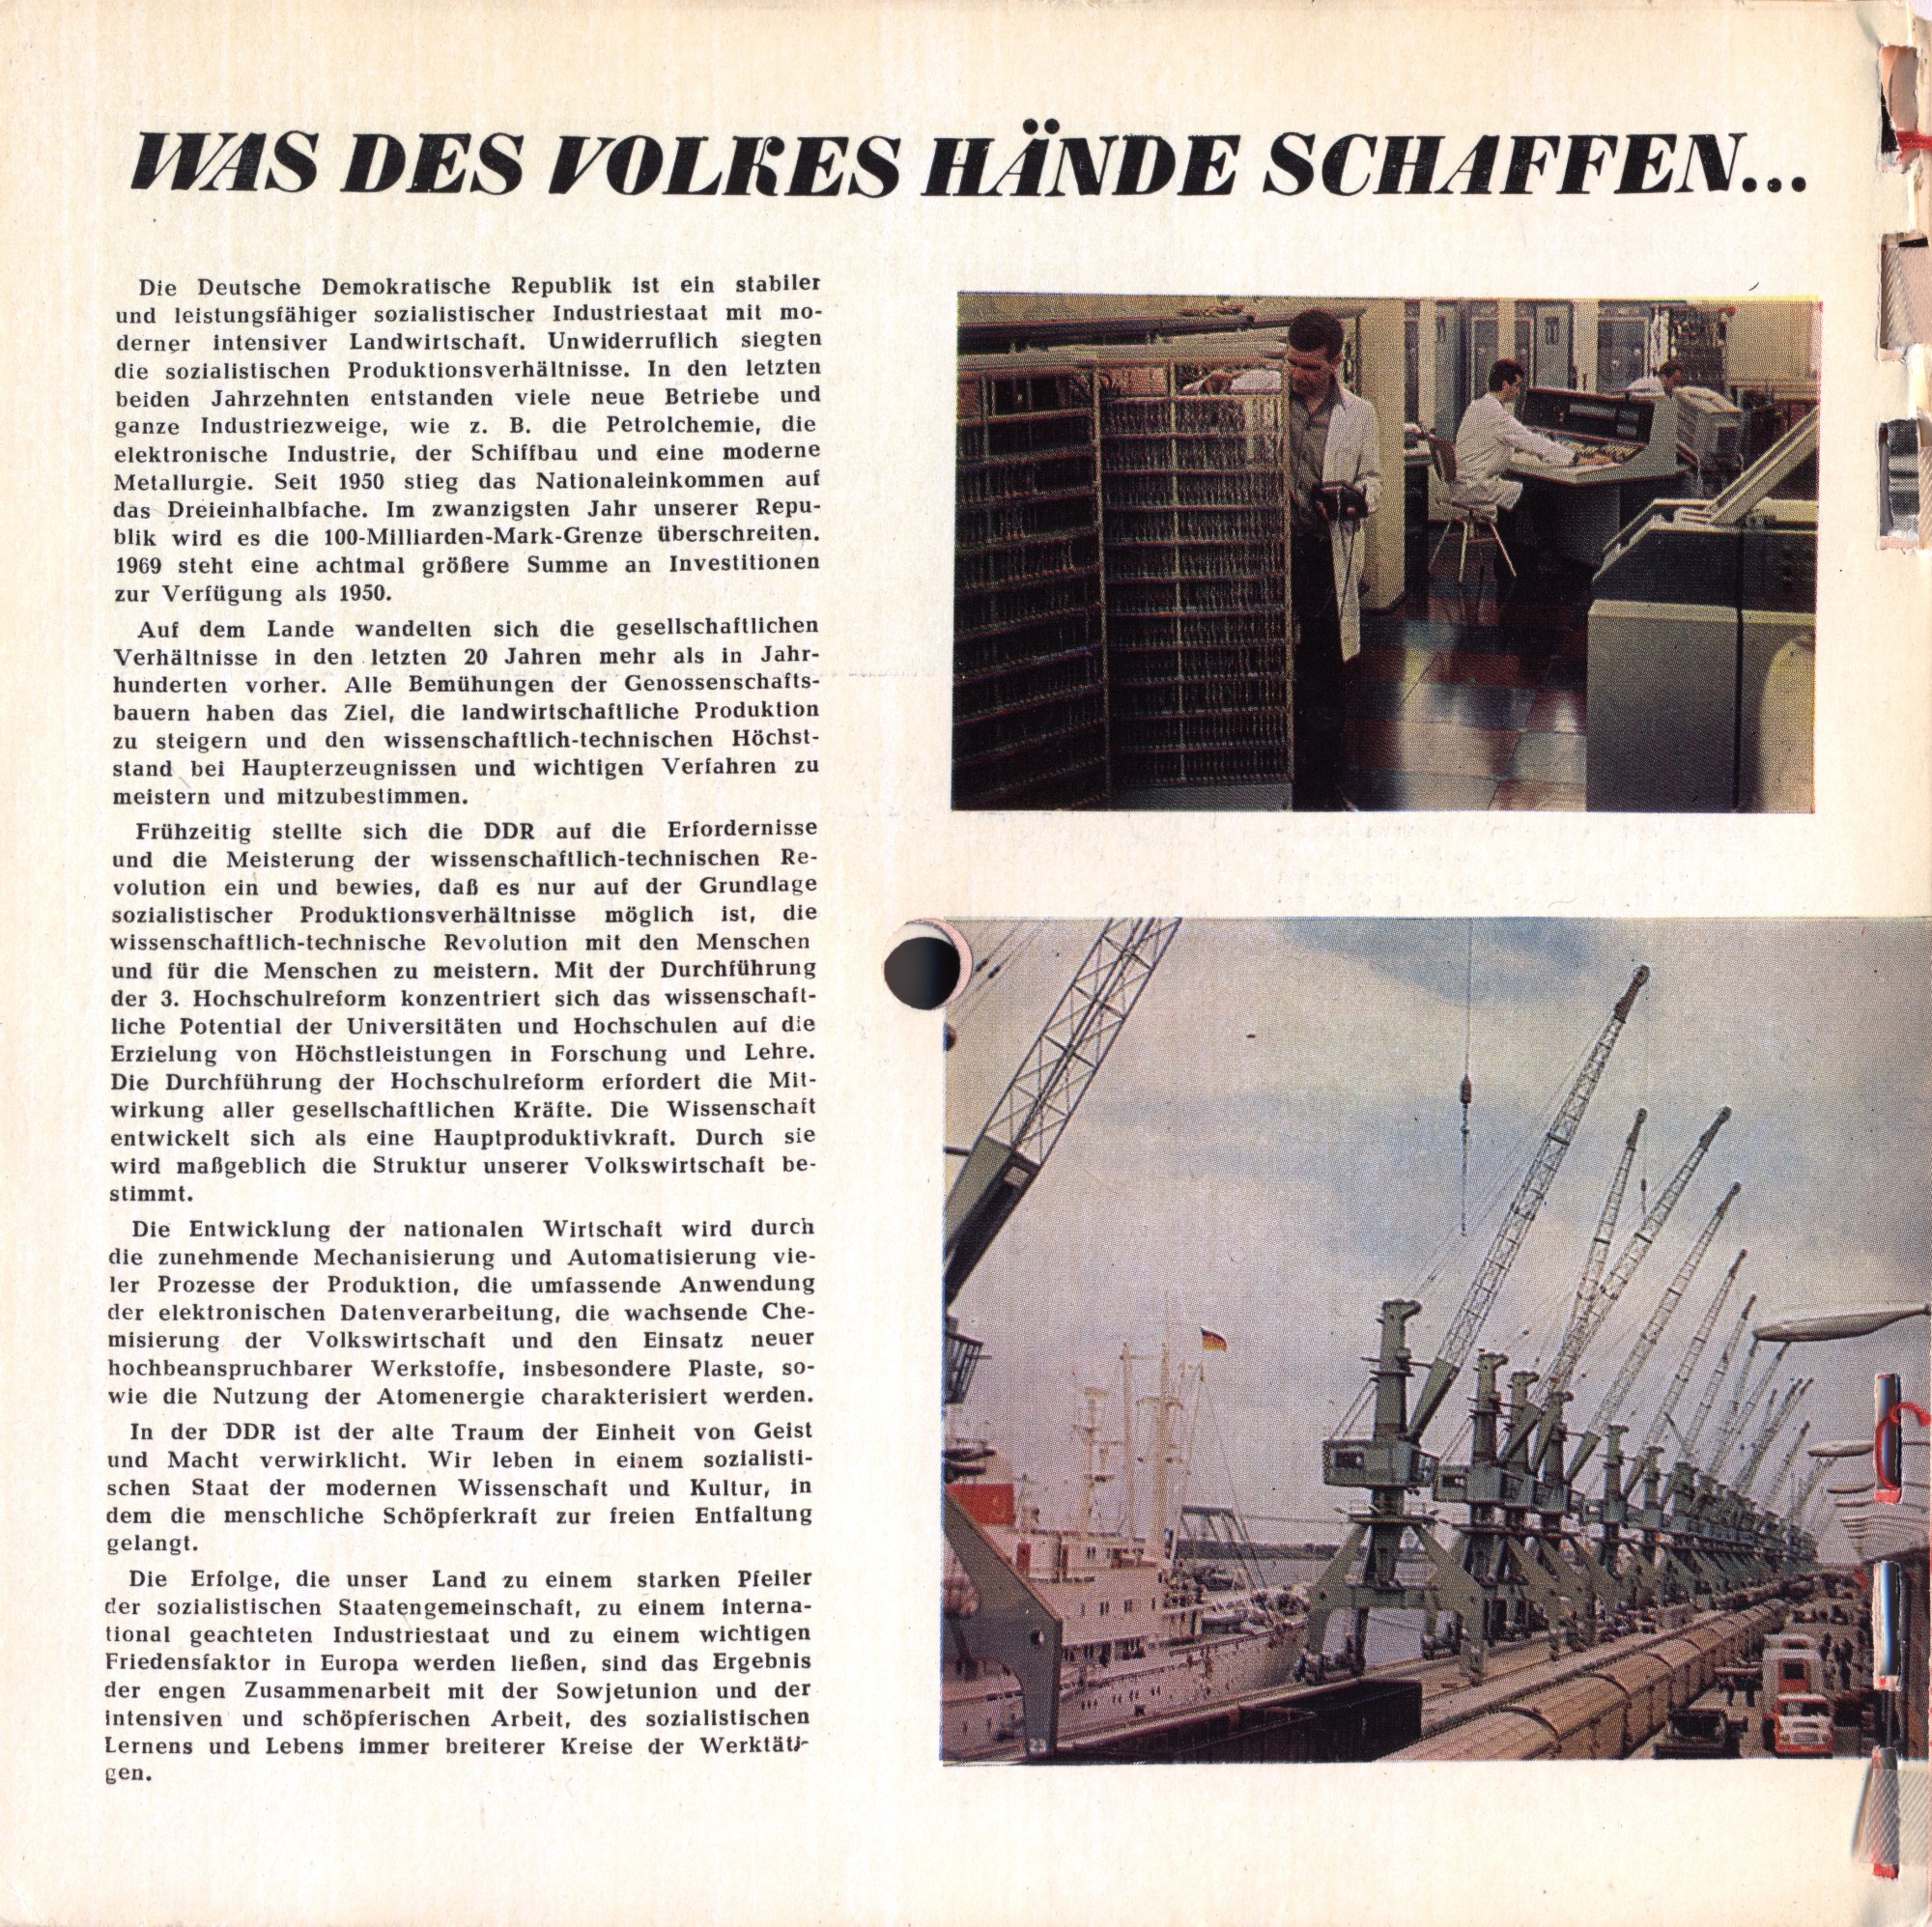 WAS DES VOLKES HÄNDE SCHAFFEN...
Die Deutsche Demokratische Republik ist ein stabiler
und leistungsfähiger sozialistischer Industriestaat mit mo-
derner intensiver Landwirtschaft. Unwiderruflich siegten
die sozialistischen Produktionsverhältnisse. In den letzten
beiden Jahrzehnten entstanden viele neue Betriebe und
ganze Industriezweige, wie z. B. die Petrolchemie, die
elektronische Industrie, der Schiffbau und eine moderne
Metallurgie. Seit 1950 stieg das Nationaleinkommen auf
das Dreieinhalbfache. Im zwanzigsten Jahr unserer Repu-
blik wird es die 100-Milliarden-Mark-Grenze überschreiten.
1969 steht eine achtmal größere Summe an Investitionen
zur Verfügung als 1950.
Auf dem Lande wandelten sich die gesellschaftlichen
Verhältnisse in den letzten 20 Jahren mehr als in Jahr-
hunderten vorher. Alle Bemühungen der Genossenschafts-
bauern haben das Ziel, die landwirtschaftliche Produktion
zu steigern und den wissenschaftlich-technischen Höchst-
stand bei Haupterzeugnissen und wichtigen Verfahren zu
meistern und mitzubestimmen.
Frühzeitig stellte sich die DDR auf die Erfordernisse
und die Meisterung der wissenschaftlich-technischen Re-
volution ein und bewies, daß es nur auf der Grundlage
sozialistischer Produktionsverhältnisse möglich ist, die
wissenschaftlich-technische Revolution mit den Menschen
und für die Menschen zu meistern. Mit der Durchführung
der 3. Hochschulreform konzentriert sich das wissenschaft-
liche Potential der Universitäten und Hochschulen auf die
Erzielung von Höchstleistungen in Forschung und Lehre.
Die Durchführung der Hochschulreform erfordert die Mit-
wirkung aller gesellschaftlichen Kräfte. Die Wissenschaft
entwickelt sich als eine Hauptproduktivkraft. Durch sie
wird maßgeblich die Struktur unserer Volkswirtschaft be-
stimmt.
Die Entwicklung der nationalen Wirtschaft wird durch
die zunehmende Mechanisierung und Automatisierung vie-
ler Prozesse der Produktion, die umfassende Anwendung
der elektronischen Datenverarbeitung, die wachsende Che-
misierung der Volkswirtschaft und den Einsatz neuer
hochbeanspruchbarer Werkstoffe, insbesondere Plaste, so-
wie die Nutzung der Atomenergie charakterisiert werden.
In der DDR ist der alte Traum der Einheit von Geist
und Macht verwirklicht. Wir leben in einem sozialisti-
schen Staat der modernen Wissenschaft und Kultur, in
dem die menschliche Schöpferkraft zur freien Entfaltung
gelangt.
Die Erfolge, die unser Land zu einem starken Pfeiler
der sozialistischen Staatengemeinschaft, zu einem interna-
tional geachteten Industriestaat und zu einem wichtigen
Friedensfaktor in Europa werden ließen, sind das Ergebnis
der engen Zusammenarbeit mit der Sowjetunion und der
intensiven und schöpferischen Arbeit, des sozialistischen
Lernens und Lebens immer breiterer Kreise der Werktäti-
gen.
23